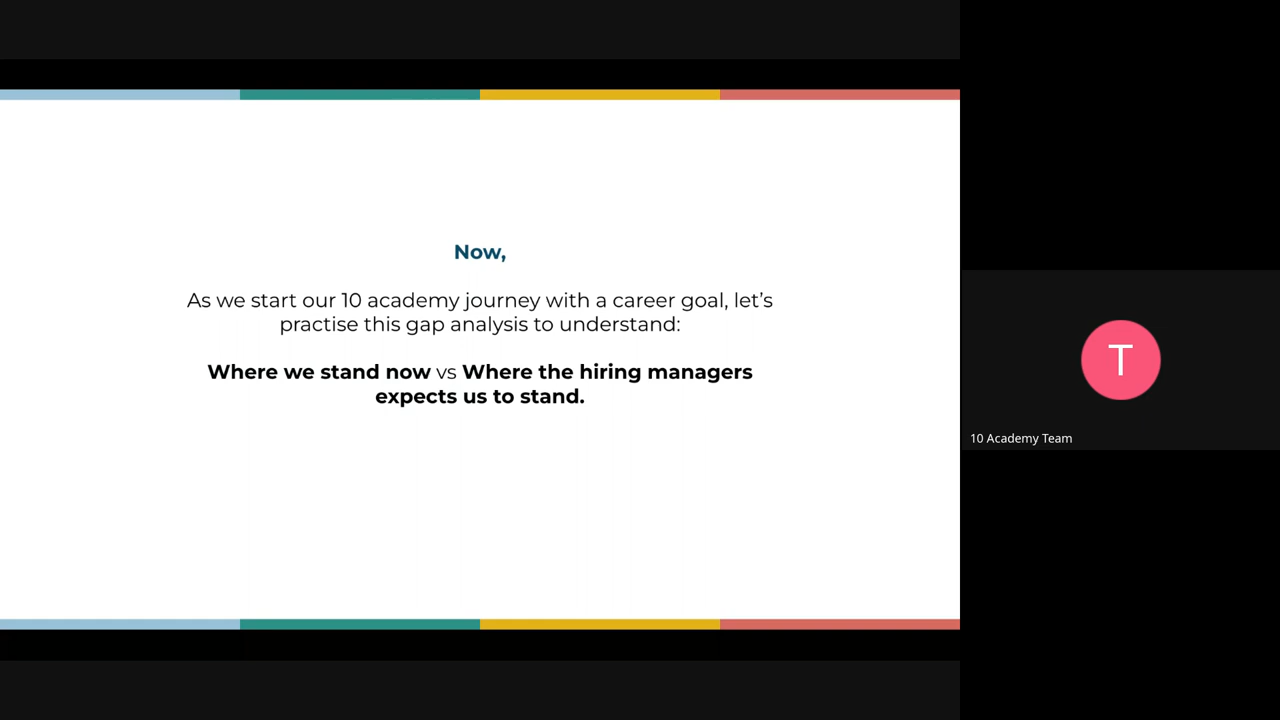 Now,
As we start our 10 academy journey with a career goal, let’s
practise this gap analysis to understand:
Where we stand now vs Where the hiring managers
expects us to stand.
T
10 Academy Team